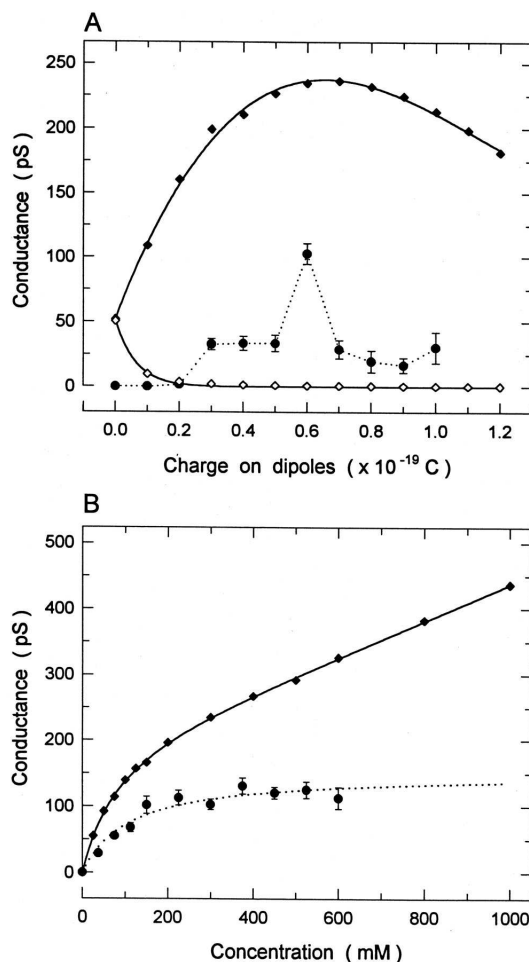 A
Conductance ( pS )
250
200
150
100
50
0
0.0 0.2 0.4 0.6 0.8 1.0 1.2
Charge on dipoles ( x 10 -19 C )
B
Conductance ( pS )
500
400
300
200
100
0
0 200 400 600 800 1000
Concentration ( mM )